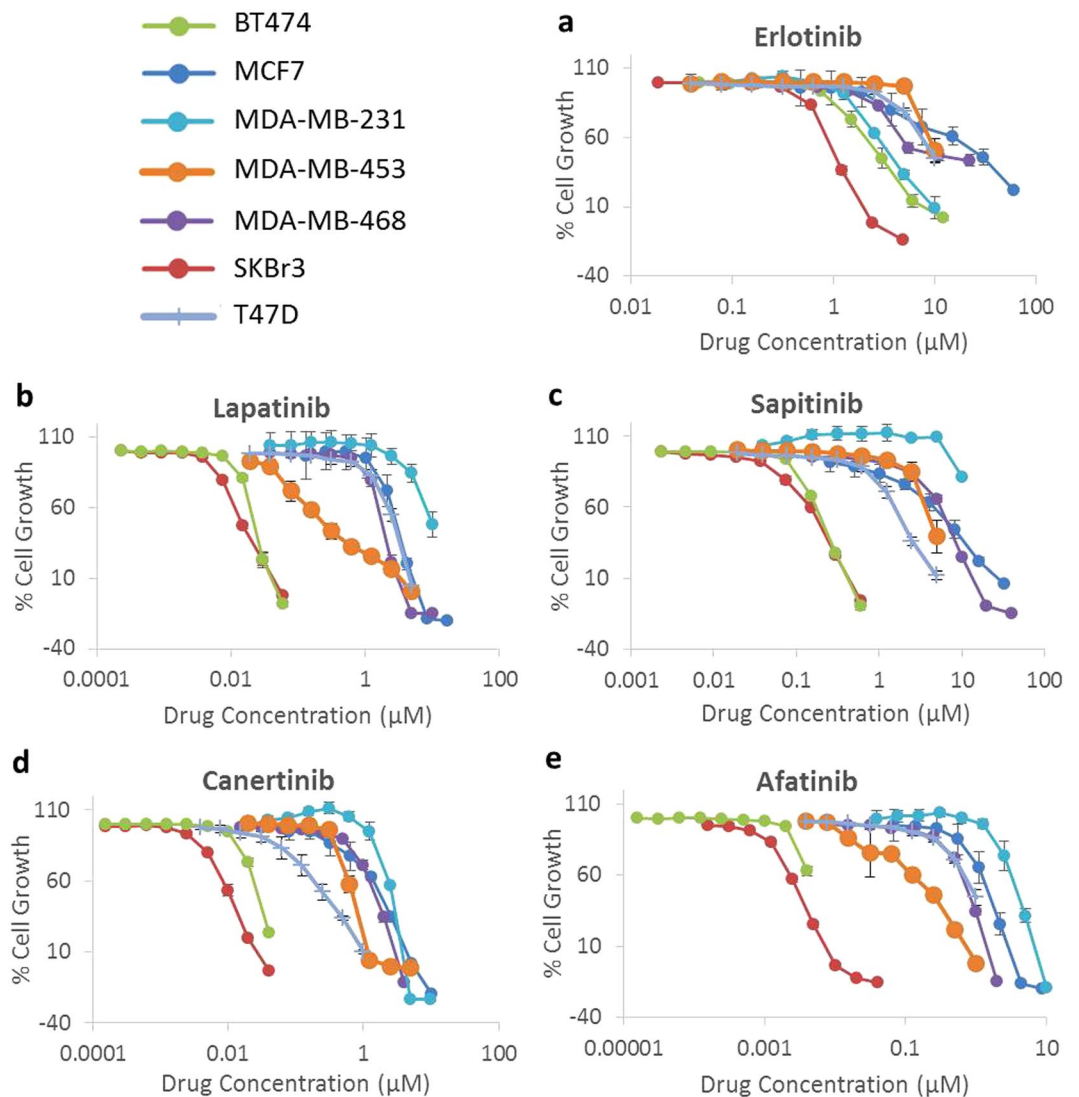 BT474
MCF7
MDA-MB-231
MDA-MB-453
MDA-MB-468
SKBr3
T47D
a
Erlotinib
110
60
10
-40
% Cell Growth
0.01 0.1 1 10 100
Drug Concentration (µM)
b
Lapatinib
110
60
10
-40
% Cell Growth
0.0001 0.01 1 100
Drug Concentration (µM)
c
Sapitinib
110
60
10
-40
% Cell Growth
0.001 0.01 0.1 1 10 100
Drug Concentration (µM)
d
Canertinib
110
60
10
-40
% Cell Growth
0.0001 0.01 1 100
Drug Concentration (µM)
e
Afatinib
110
60
10
-40
% Cell Growth
0.00001 0.001 0.1 10
Drug Concentration (µM)